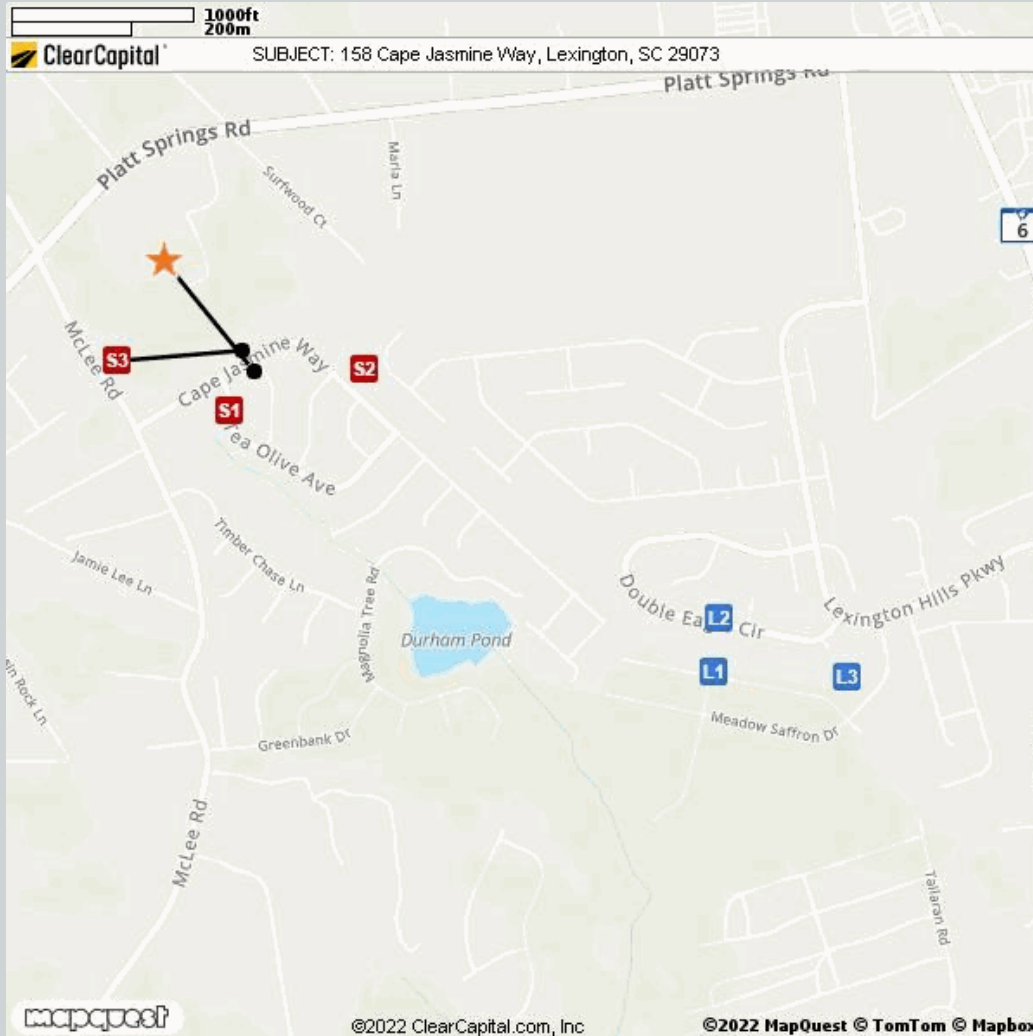 1000ft
200m
ClearCapital
SUBJECT: 158 Cape Jasmine Way, Lexington, SC 29073
Platt Springs Rd
Platt Springs Rd
Maria Ln
Surfwood Ct
6
McLee Rd
S3
Cape Jasmine Way
S2
S1
Tea Olive Ave
Timber Chase Ln
Jamie Lee Ln
Magnolia Tree Rd
Durham Pond
Double Eagle Cir
L2
Lexington Hills Pkwy
L1
L3
Rock Ln
Meadow Saffron Dr
Greenbank Dr
McLee Rd
Tallaran Rd
mapquest
©2022 ClearCapital.com, Inc
©2022 MapQuest © TomTom © Mapbox